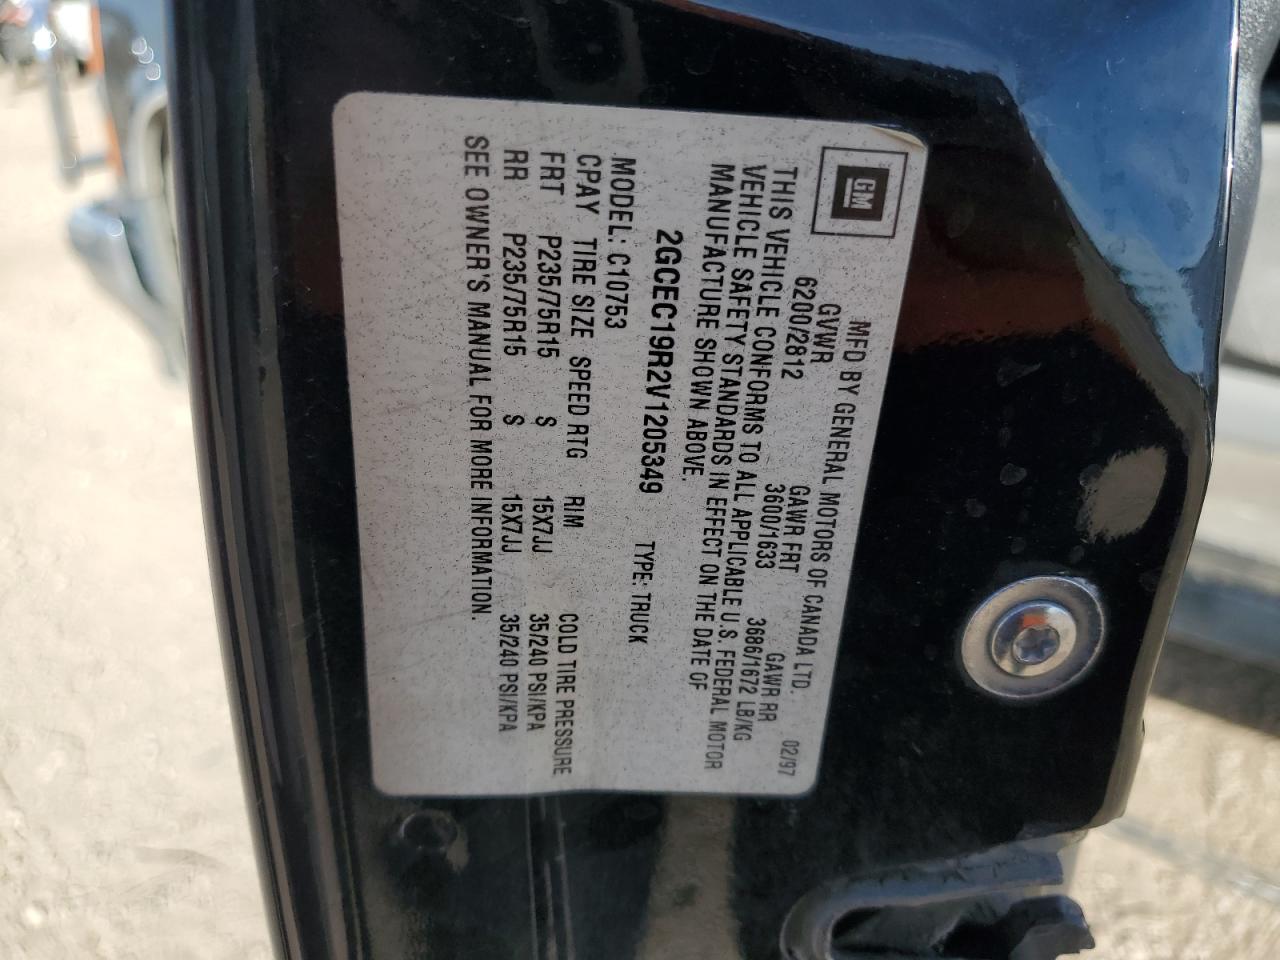 GM
MFD BY GENERAL MOTORS OF CANADA LTD.
GVWR GAWR FRT GAWR RR 02/97
6200/2812 3600/1633 3686/1672 LB/KG
THIS VEHICLE CONFORMS TO ALL APPLICABLE U.S. FEDERAL MOTOR
VEHICLE SAFETY STANDARDS IN EFFECT ON THE DATE OF
MANUFACTURE SHOWN ABOVE.
2GCEC19R2V1205349 TYPE: TRUCK
MODEL: C10753
CPAY TIRE SIZE SPEED RTG RIM COLD TIRE PRESSURE
FRT P235/75R15 S 15X7JJ 35/240 PSI/KPA
RR P235/75R15 S 15X7JJ 35/240 PSI/KPA
SEE OWNER'S MANUAL FOR MORE INFORMATION.